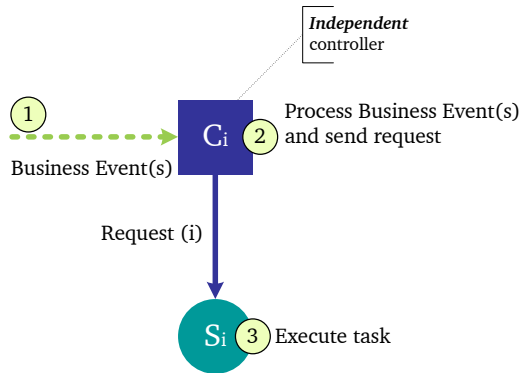 Independent
controller
1
Business Event(s)
Ci
2
Process Business Event(s)
and send request
Request (i)
Si
3
Execute task